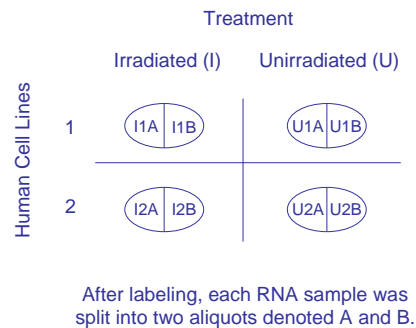 Treatment
Irradiated (I) Unirradiated (U)
Human Cell Lines
1 I1A I1B U1A U1B
2 I2A I2B U2A U2B
After labeling, each RNA sample was
split into two aliquots denoted A and B.